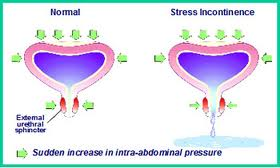 Normal
Stress Incontinence
External
urethral
sphincter
Sudden increase in intra-abdominal pressure